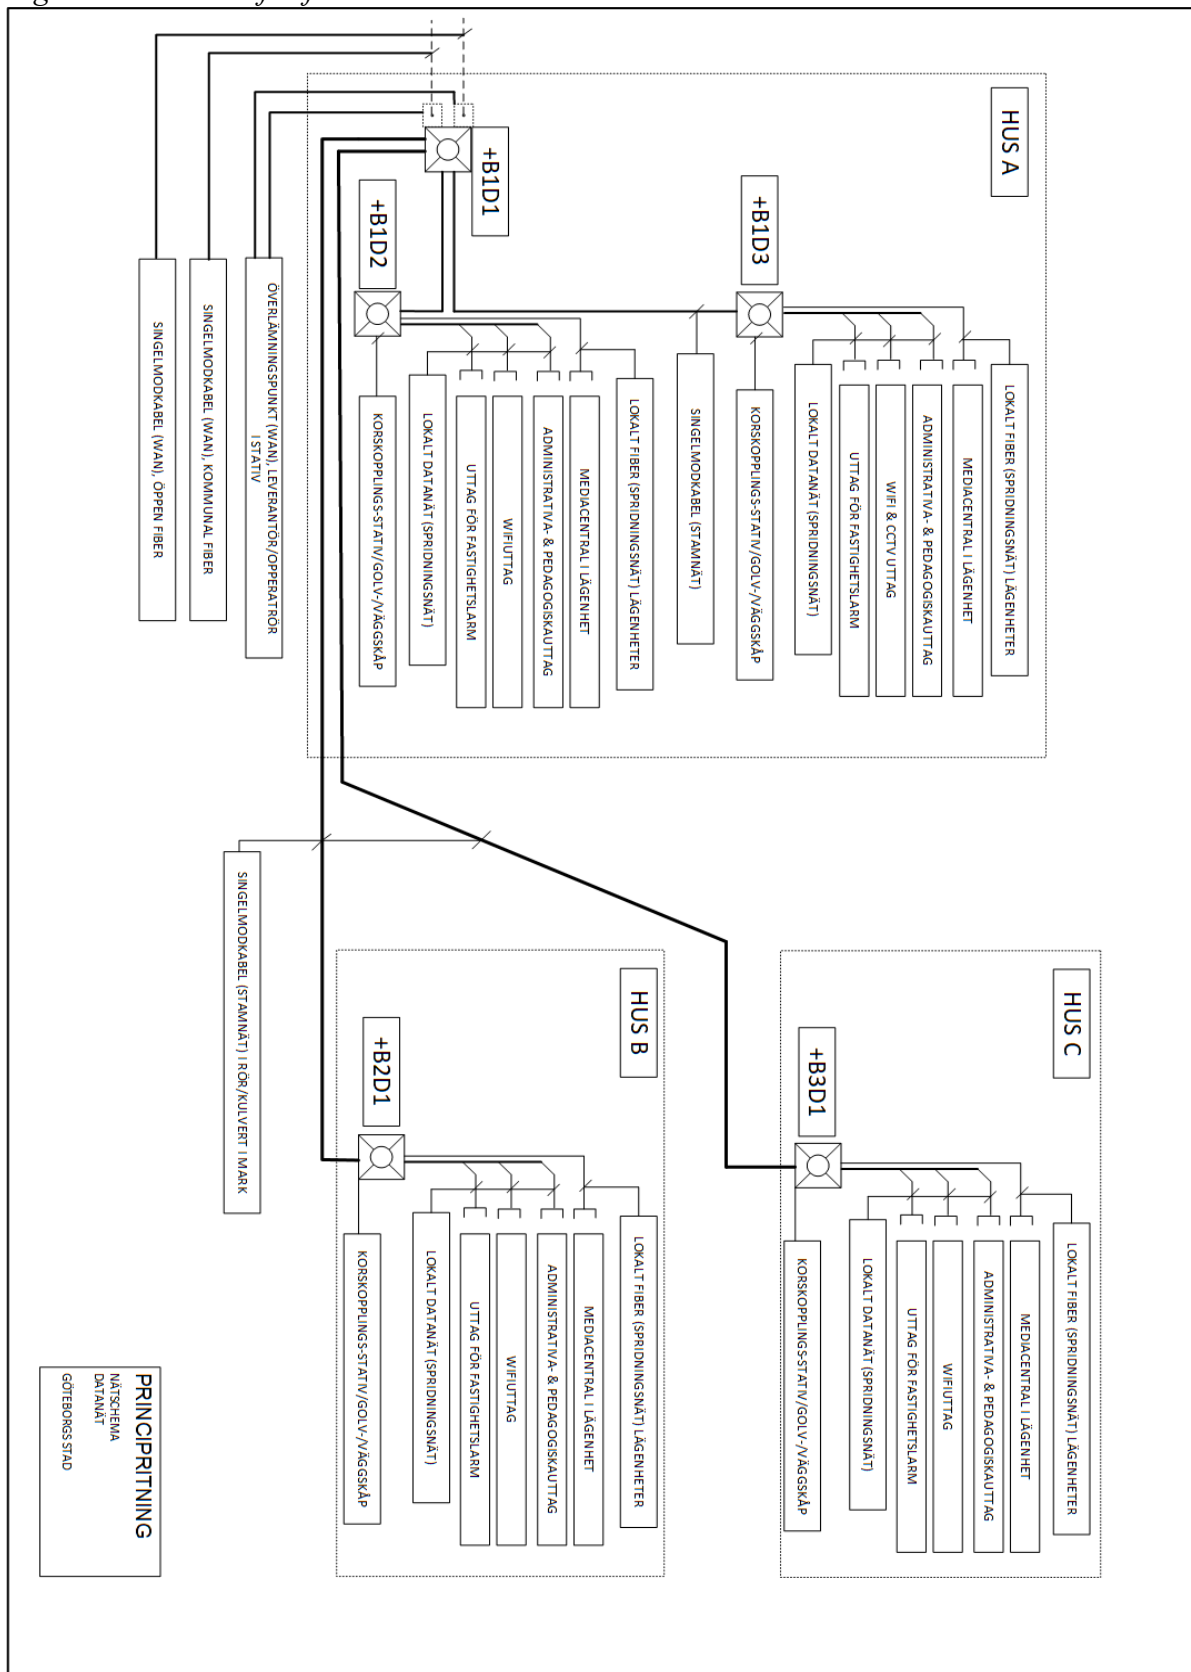 HUS A
+B1D3
LOKALT FIBER (SPRIDNINGSNÄT) LÄGENHETER
MEDIACENTRAL I LÄGENHET
ADMINISTRATIVA- & PEDAGOGISKAUTTAG
WIFI & CCTV UTTAG
UTTAG FÖR FASTIGHETSLARM
LOKALT DATANÄT (SPRIDNINGSNÄT)
KORSKOPPLINGS-STATIV/GOLV-/VÄGGSKÅP
SINGELMODKABEL (STAMNÄT)
+B1D1
+B1D2
LOKALT FIBER (SPRIDNINGSNÄT) LÄGENHETER
MEDIACENTRAL I LÄGENHET
ADMINISTRATIVA- & PEDAGOGISKAUTTAG
WIFIUTTAG
UTTAG FÖR FASTIGHETSLARM
LOKALT DATANÄT (SPRIDNINGSNÄT)
KORSKOPPLINGS-STATIV/GOLV-/VÄGGSKÅP
ÖVERLÄMNINGSPUNKT (WAN), LEVERANTÖR/OPPERATRÖR
I STATIV
SINGELMODKABEL (WAN), KOMMUNAL FIBER
SINGELMODKABEL (WAN), ÖPPEN FIBER
SINGELMODKABEL (STAMNÄT) I RÖR/KULVERT I MARK
HUS C
+B3D1
LOKALT FIBER (SPRIDNINGSNÄT) LÄGENHETER
MEDIACENTRAL I LÄGENHET
ADMINISTRATIVA- & PEDAGOGISKAUTTAG
WIFIUTTAG
UTTAG FÖR FASTIGHETSLARM
LOKALT DATANÄT (SPRIDNINGSNÄT)
KORSKOPPLINGS-STATIV/GOLV-/VÄGGSKÅP
HUS B
+B2D1
LOKALT FIBER (SPRIDNINGSNÄT) LÄGENHETER
MEDIACENTRAL I LÄGENHET
ADMINISTRATIVA- & PEDAGOGISKAUTTAG
WIFIUTTAG
UTTAG FÖR FASTIGHETSLARM
LOKALT DATANÄT (SPRIDNINGSNÄT)
KORSKOPPLINGS-STATIV/GOLV-/VÄGGSKÅP
PRINCIPRITNING
NÄTSCHEMA
DATANÄT
GÖTEBORGS STAD